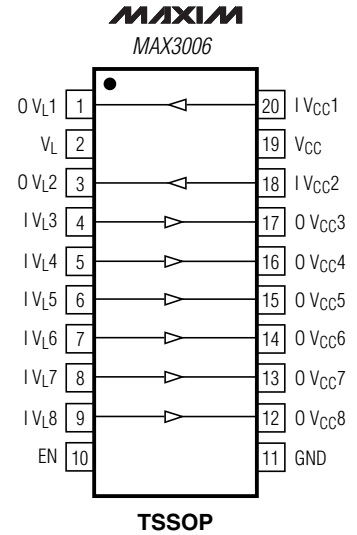 MAXIM
MAX3006
O VL1 1 20 I VCC1
VL 2 19 VCC
O VL2 3 18 I VCC2
I VL3 4 17 O VCC3
I VL4 5 16 O VCC4
I VL5 6 15 O VCC5
I VL6 7 14 O VCC6
I VL7 8 13 O VCC7
I VL8 9 12 O VCC8
EN 10 11 GND
TSSOP